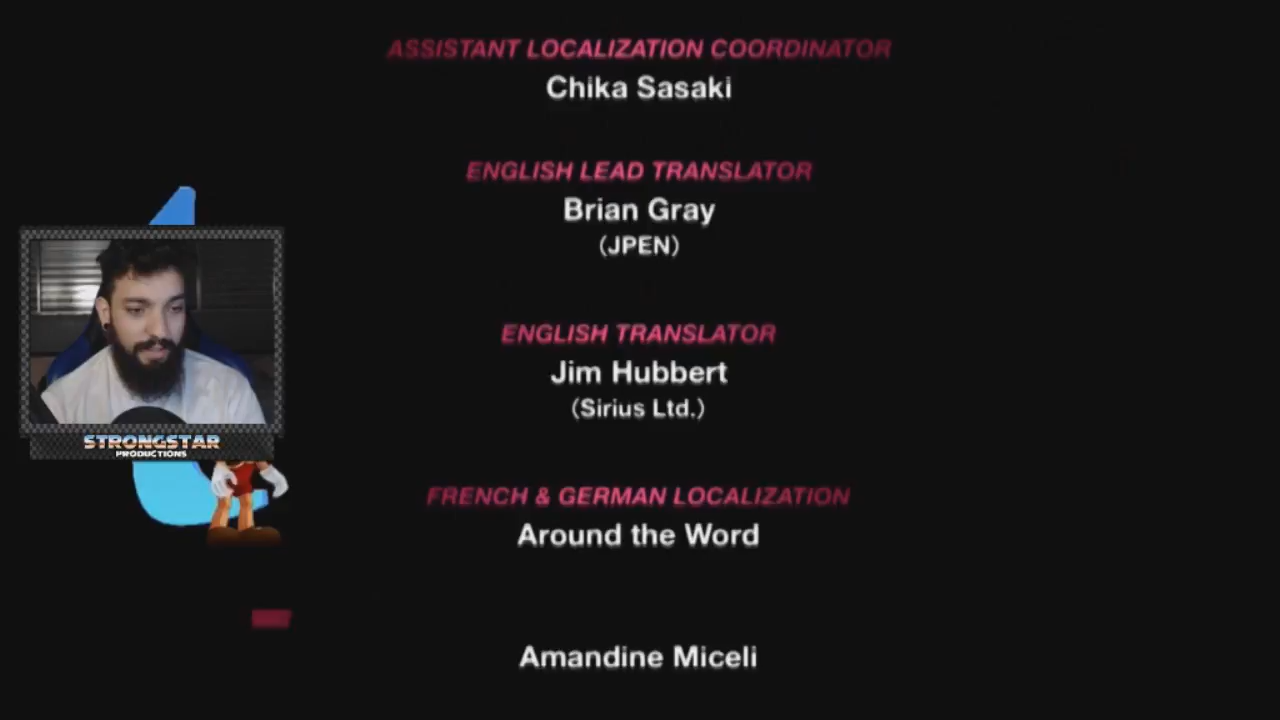 ASSISTANT LOCALIZATION COORDINATOR
Chika Sasaki
ENGLISH LEAD TRANSLATOR
Brian Gray
(JPEN)
ENGLISH TRANSLATOR
Jim Hubbert
(Sirius Ltd.)
STRONGSTAR
PRODUCTIONS
FRENCH & GERMAN LOCALIZATION
Around the Word
Amandine Miceli